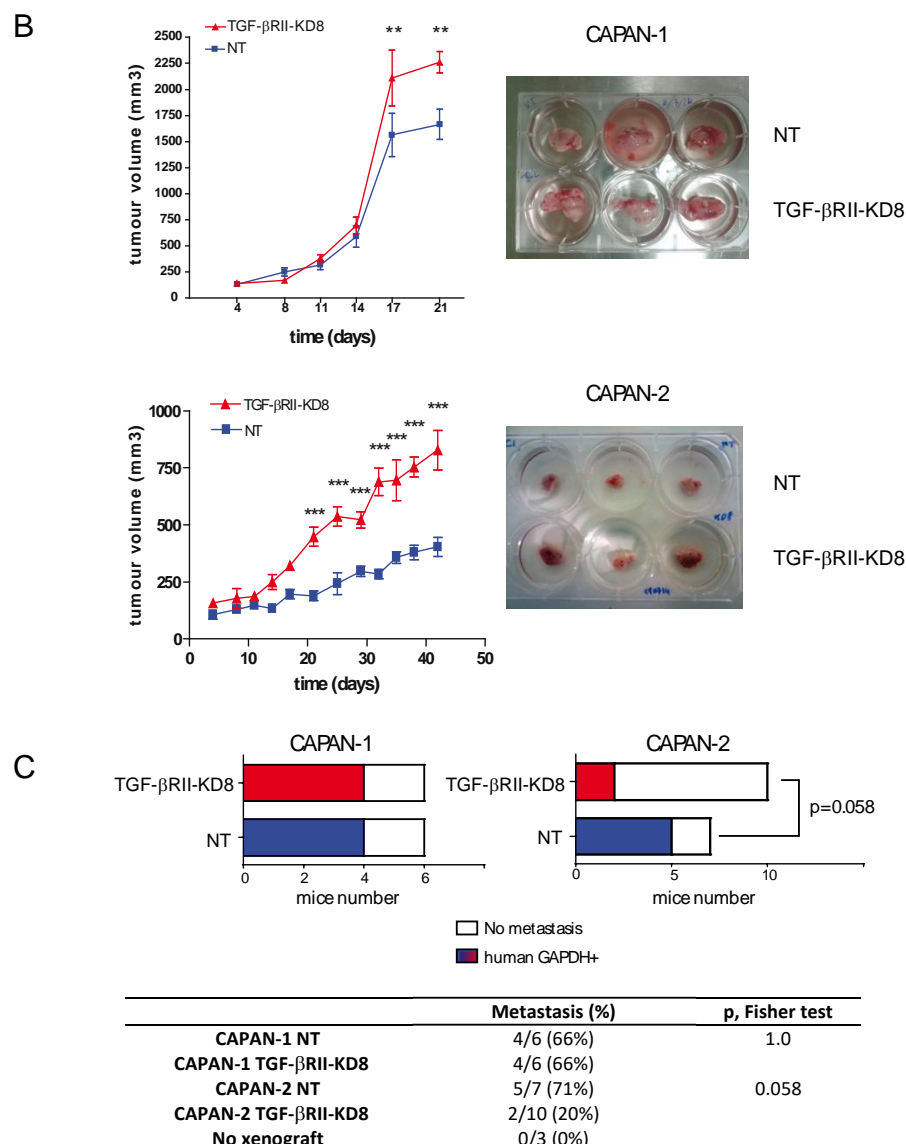 B
TGF-βRII-KD8
NT
** **
2500
2250
2000
1750
1500
1250
1000
750
500
250
0
tumour volume (mm3)
4 8 11 14 17 21
time (days)
CAPAN-1
NT
TGF-βRII-KD8
TGF-βRII-KD8
NT
*** *** *** *** *** *** ***
1000
750
500
250
0
tumour volume (mm3)
0 10 20 30 40 50
time (days)
CAPAN-2
NT
TGF-βRII-KD8
C
CAPAN-1
TGF-βRII-KD8
NT
0 2 4 6
mice number
CAPAN-2
TGF-βRII-KD8
NT
p=0.058
0 5 10
mice number
No metastasis
human GAPDH+
Metastasis (%) p, Fisher test
CAPAN-1 NT 4/6 (66%) 1.0
CAPAN-1 TGF-βRII-KD8 4/6 (66%)
CAPAN-2 NT 5/7 (71%) 0.058
CAPAN-2 TGF-βRII-KD8 2/10 (20%)
No xenograft 0/3 (0%)